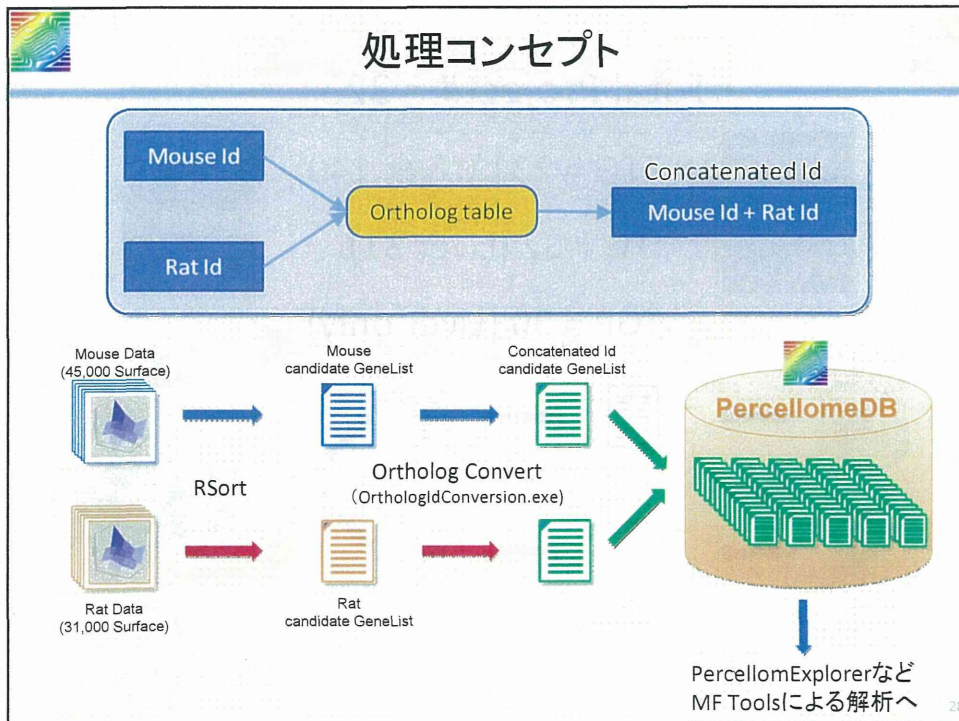 処理コンセプト
Mouse Id
Rat Id
Ortholog table
Concatenated Id
Mouse Id + Rat Id
Mouse Data
(45,000 Surface)
Mouse
candidate GeneList
Concatenated Id
candidate GeneList
PercellomeDB
RSort
Ortholog Convert
(OrthologIdConversion.exe)
Rat Data
(31,000 Surface)
Rat
candidate GeneList
PercellomExplorerなど
MF Toolsによる解析へ